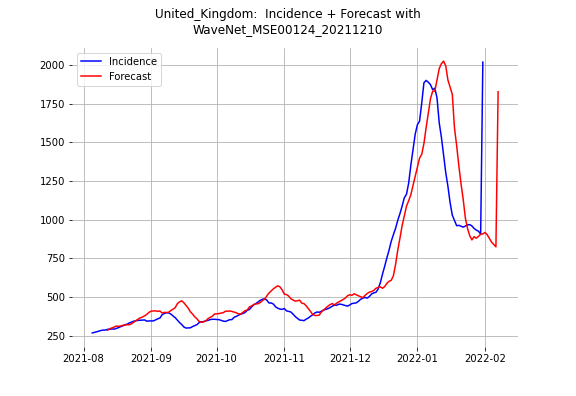 United_Kingdom:  Incidence + Forecast with
WaveNet_MSE00124_20211210
Incidence
Forecast
2000
1750
1500
1250
1000
750
500
250
2021-08 2021-09 2021-10 2021-11 2021-12 2022-01 2022-02